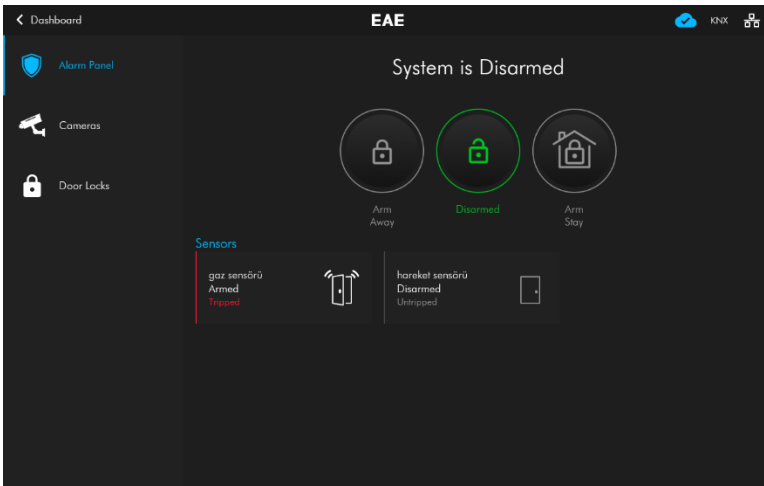 Dashboard
EAE
KNX
Alarm Panel
Cameras
Door Locks
System is Disarmed
Arm
Away
Disarmed
Arm
Stay
Sensors
gaz sensörü
Armed
Tripped
hareket sensörü
Disarmed
Untripped